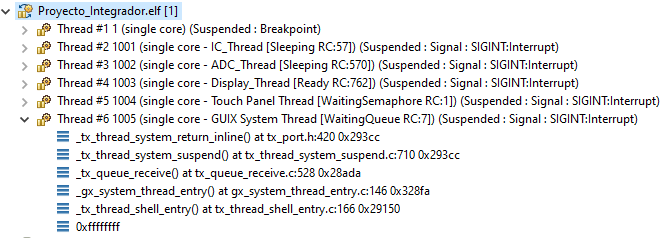 Proyecto_Integrador.elf [1]
Thread #1 1 (single core) (Suspended : Breakpoint)
Thread #2 1001 (single core - IC_Thread [Sleeping RC:57]) (Suspended : Signal : SIGINT:Interrupt)
Thread #3 1002 (single core - ADC_Thread [Sleeping RC:570]) (Suspended : Signal : SIGINT:Interrupt)
Thread #4 1003 (single core - Display_Thread [Ready RC:762]) (Suspended : Signal : SIGINT:Interrupt)
Thread #5 1004 (single core - Touch Panel Thread [WaitingSemaphore RC:1]) (Suspended : Signal : SIGINT:Interrupt)
Thread #6 1005 (single core - GUIX System Thread [WaitingQueue RC:7]) (Suspended : Signal : SIGINT:Interrupt)
_tx_thread_system_return_inline() at tx_port.h:420 0x293cc
_tx_thread_system_suspend() at tx_thread_system_suspend.c:710 0x293cc
_tx_queue_receive() at tx_queue_receive.c:528 0x28ada
_gx_system_thread_entry() at gx_system_thread_entry.c:146 0x328fa
_tx_thread_shell_entry() at tx_thread_shell_entry.c:166 0x29150
0xffffffff